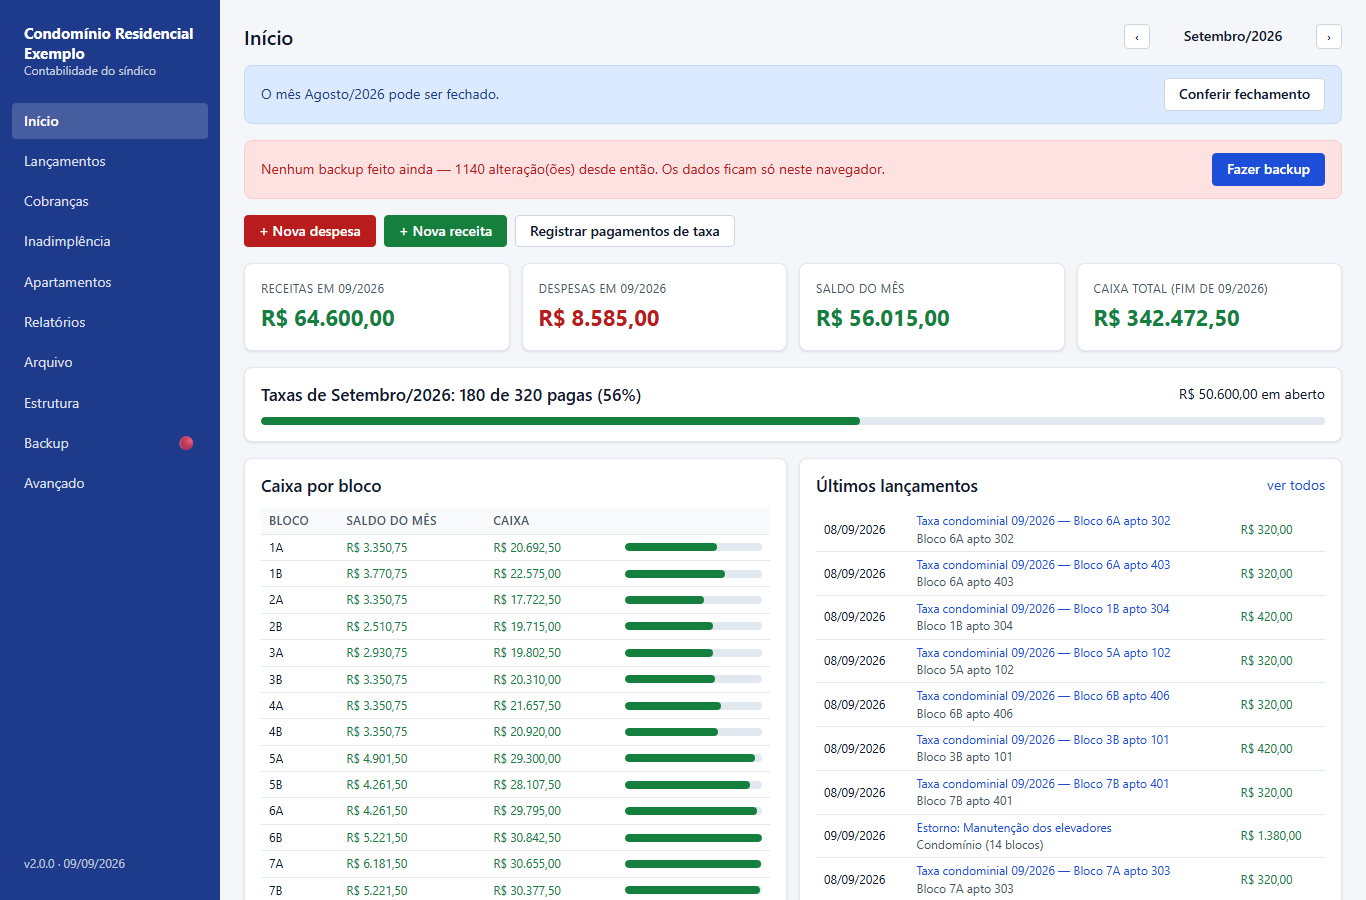 Condomínio Residencial
Exemplo
Contabilidade do síndico
Início
Lançamentos
Cobranças
Inadimplência
Apartamentos
Relatórios
Arquivo
Estrutura
Backup
Avançado
v2.0.0 · 09/09/2026
Início
‹ Setembro/2026 ›
O mês Agosto/2026 pode ser fechado.
Conferir fechamento
Nenhum backup feito ainda — 1140 alteração(ões) desde então. Os dados ficam só neste navegador.
Fazer backup
+ Nova despesa
+ Nova receita
Registrar pagamentos de taxa
RECEITAS EM 09/2026
R$ 64.600,00
DESPESAS EM 09/2026
R$ 8.585,00
SALDO DO MÊS
R$ 56.015,00
CAIXA TOTAL (FIM DE 09/2026)
R$ 342.472,50
Taxas de Setembro/2026: 180 de 320 pagas (56%)
R$ 50.600,00 em aberto
Caixa por bloco
BLOCO SALDO DO MÊS CAIXA
1A R$ 3.350,75 R$ 20.692,50
1B R$ 3.770,75 R$ 22.575,00
2A R$ 3.350,75 R$ 17.722,50
2B R$ 2.510,75 R$ 19.715,00
3A R$ 2.930,75 R$ 19.802,50
3B R$ 3.350,75 R$ 20.310,00
4A R$ 3.350,75 R$ 21.657,50
4B R$ 3.350,75 R$ 20.920,00
5A R$ 4.901,50 R$ 29.300,00
5B R$ 4.261,50 R$ 28.107,50
6A R$ 4.261,50 R$ 29.795,00
6B R$ 5.221,50 R$ 30.842,50
7A R$ 6.181,50 R$ 30.655,00
7B R$ 5.221,50 R$ 30.377,50
Últimos lançamentos
ver todos
08/09/2026 Taxa condominial 09/2026 — Bloco 6A apto 302 R$ 320,00
Bloco 6A apto 302
08/09/2026 Taxa condominial 09/2026 — Bloco 6A apto 403 R$ 320,00
Bloco 6A apto 403
08/09/2026 Taxa condominial 09/2026 — Bloco 1B apto 304 R$ 420,00
Bloco 1B apto 304
08/09/2026 Taxa condominial 09/2026 — Bloco 5A apto 102 R$ 320,00
Bloco 5A apto 102
08/09/2026 Taxa condominial 09/2026 — Bloco 6B apto 406 R$ 320,00
Bloco 6B apto 406
08/09/2026 Taxa condominial 09/2026 — Bloco 3B apto 101 R$ 420,00
Bloco 3B apto 101
08/09/2026 Taxa condominial 09/2026 — Bloco 7B apto 401 R$ 320,00
Bloco 7B apto 401
09/09/2026 Estorno: Manutenção dos elevadores R$ 1.380,00
Condomínio (14 blocos)
08/09/2026 Taxa condominial 09/2026 — Bloco 7A apto 303 R$ 320,00
Bloco 7A apto 303